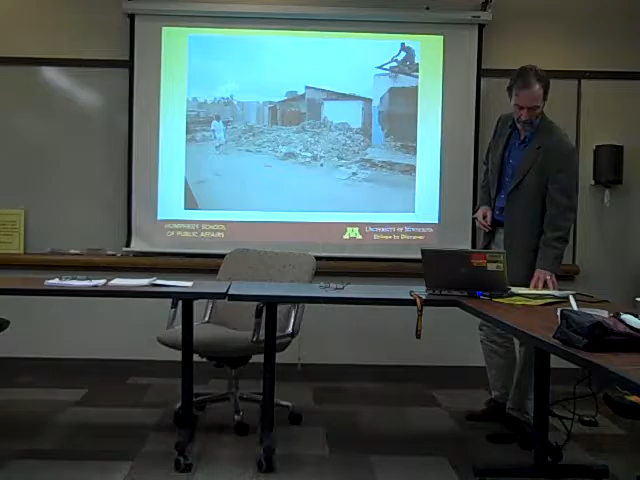 HUMPHREY SCHOOL
OF PUBLIC AFFAIRS
M
UNIVERSITY OF MINNESOTA
Driven to Discover